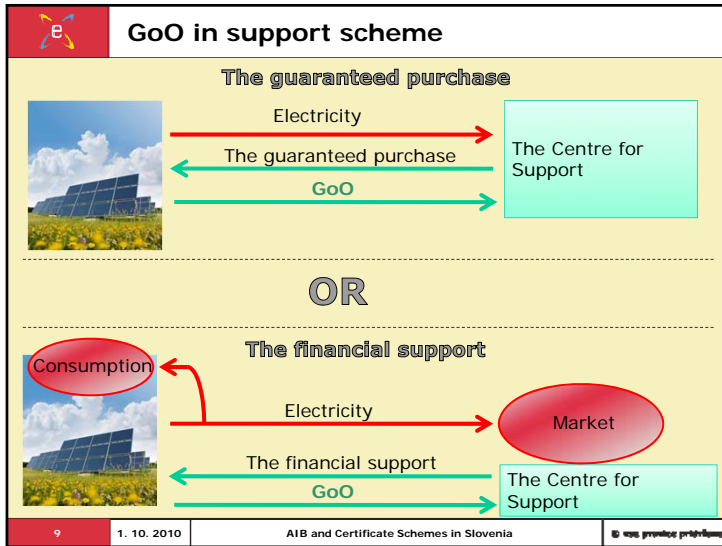 e
GoO in support scheme
The guaranteed purchase
Electricity
The guaranteed purchase
GoO
The Centre for
Support
OR
The financial support
Consumption
Electricity
Market
The financial support
GoO
The Centre for
Support
9
1. 10. 2010
AIB and Certificate Schemes in Slovenia
© vse pravice